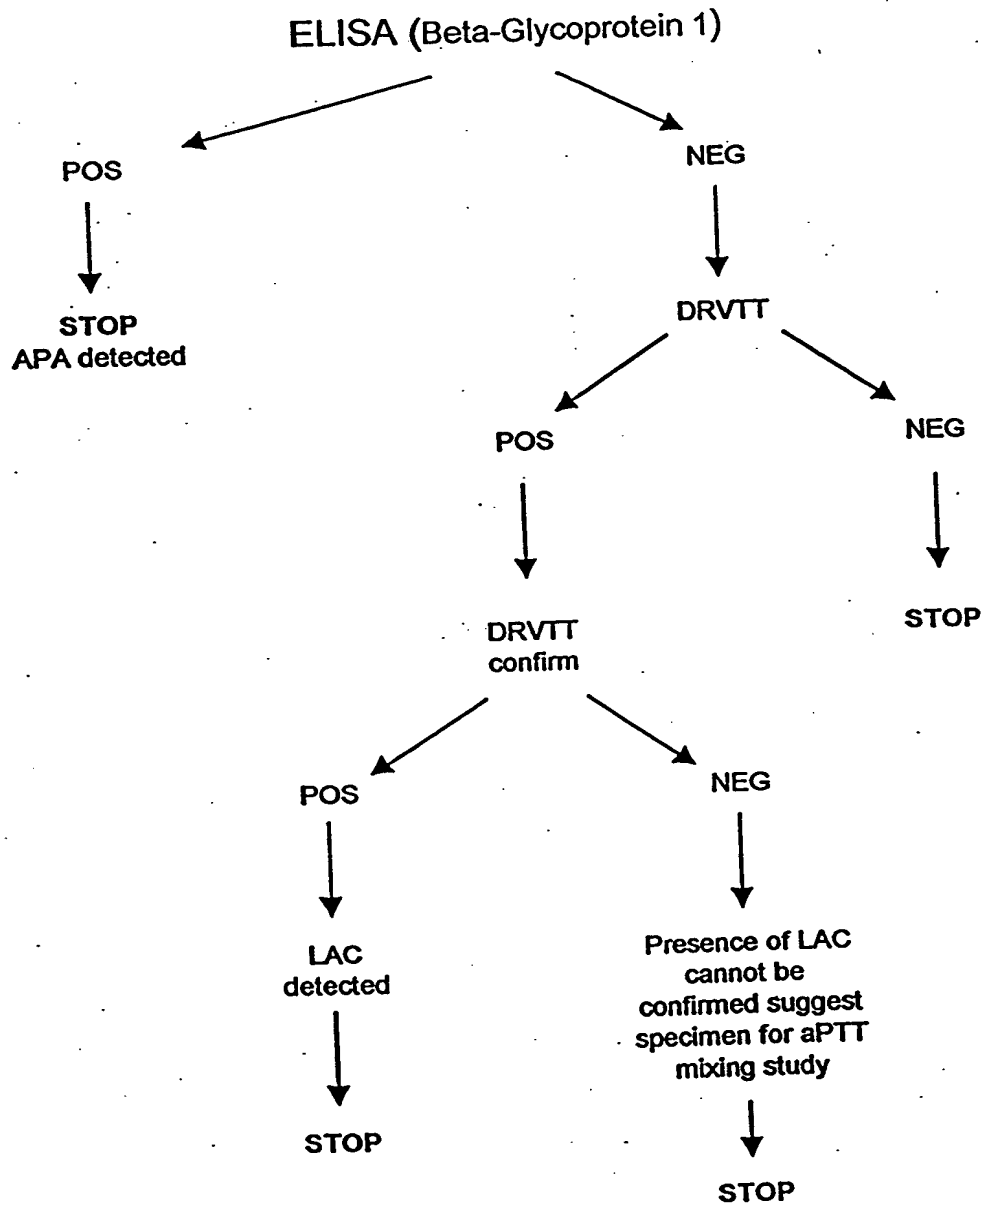 ELISA (Beta-Glycoprotein 1)
POS
NEG
STOP
APA detected
DRVTT
POS
NEG
DRVTT
confirm
STOP
POS
NEG
LAC
detected
Presence of LAC
cannot be
confirmed suggest
specimen for aPTT
mixing study
STOP
STOP